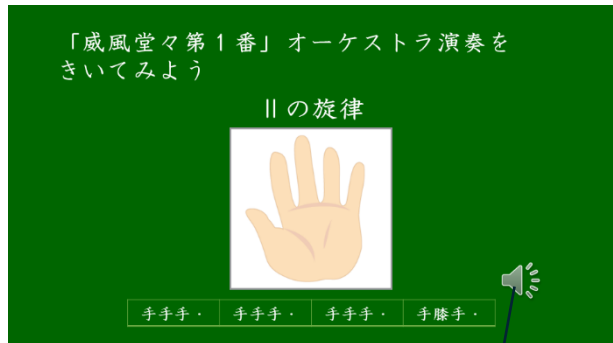 「威風堂々第1番」オーケストラ演奏を
きいてみよう
Ⅱの旋律
手手手・ 手手手・ 手手手・ 手膝手・